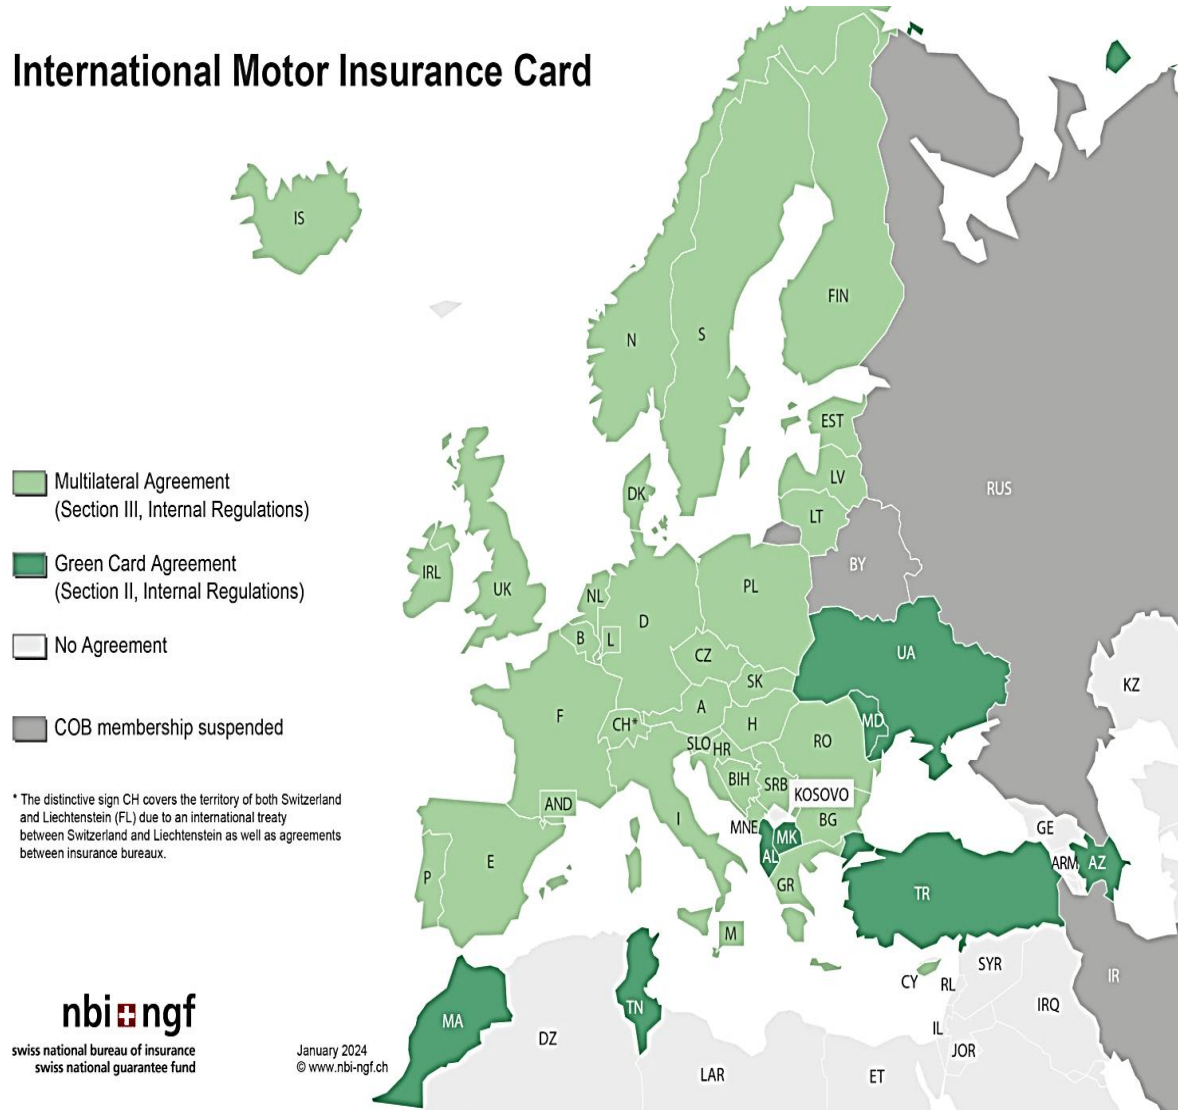 International Motor Insurance Card
IS
FIN
N
S
EST
RUS
LV
DK
LT
Multilateral Agreement
(Section III, Internal Regulations)
BY
IRL
UK
NL
PL
Green Card Agreement
(Section II, Internal Regulations)
D
B
L
No Agreement
CZ
UA
SK
KZ
COB membership suspended
F
CH*
A
H
MD
SLO
HR
RO
* The distinctive sign CH covers the territory of both Switzerland
and Liechtenstein (FL) due to an international treaty
between Switzerland and Liechtenstein as well as agreements
between insurance bureaux.
BIH
SRB
KOSOVO
AND
I
MNE
BG
MK
GE
AL
ARM
AZ
E
P
GR
TR
M
SYR
CY
RL
IR
IRQ
nbi ngf
swiss national bureau of insurance
swiss national guarantee fund
MA
TN
DZ
IL
JOR
January 2024
© www.nbi-ngf.ch
LAR
ET